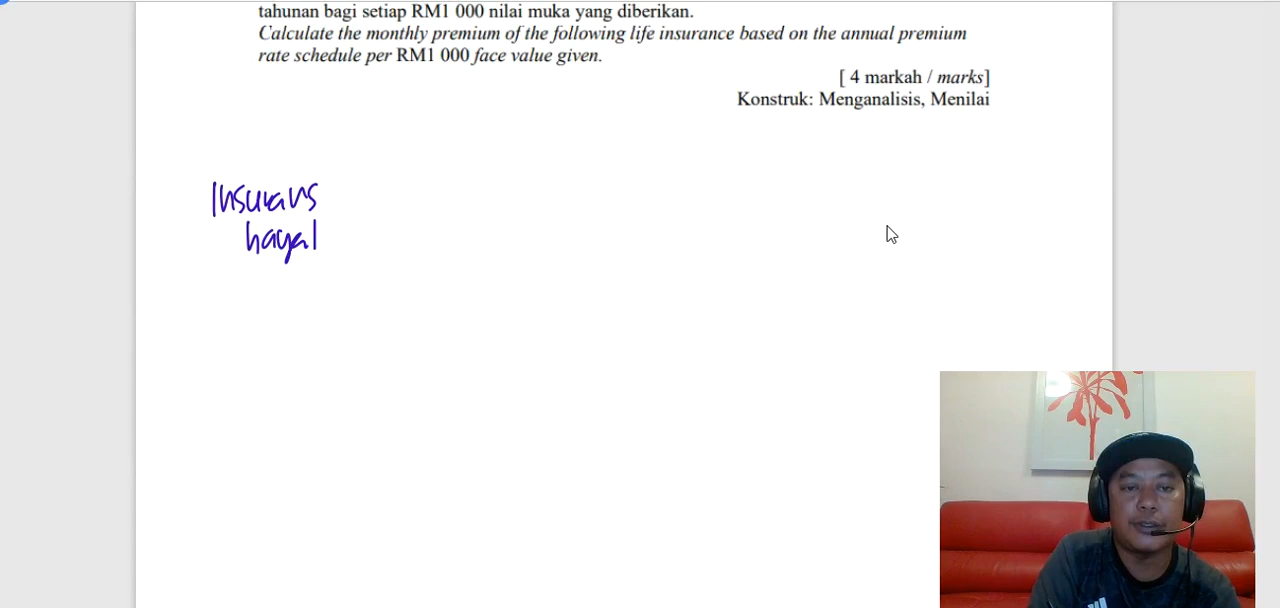 tahunan bagi setiap RM1 000 nilai muka yang diberikan.
Calculate the monthly premium of the following life insurance based on the annual premium
rate schedule per RM1 000 face value given.
[ 4 markah / marks]
Konstruk: Menganalisis, Menilai
Insurans
hayat